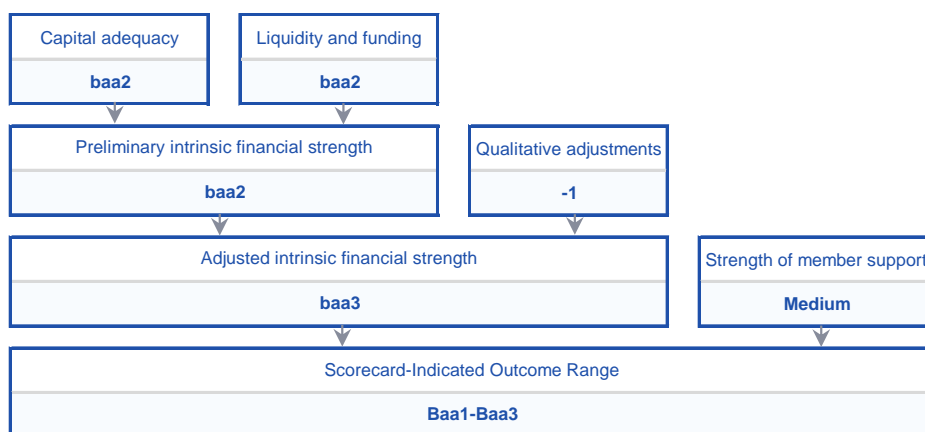 Capital adequacy
Liquidity and funding
baa2
baa2
Preliminary intrinsic financial strength
Qualitative adjustments
baa2
-1
Adjusted intrinsic financial strength
Strength of member support
baa3
Medium
Scorecard-Indicated Outcome Range
Baa1-Baa3